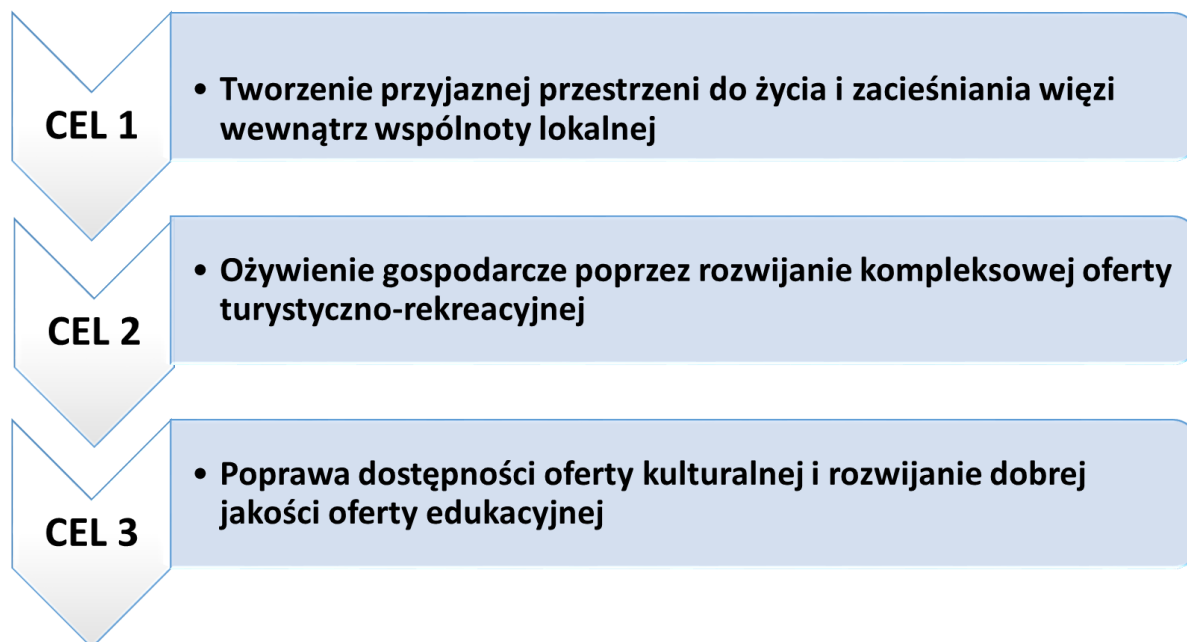 CEL 1
• Tworzenie przyjaznej przestrzeni do życia i zacieśniania więzi
wewnątrz wspólnoty lokalnej
CEL 2
• Ożywienie gospodarcze poprzez rozwijanie kompleksowej oferty
turystyczno-rekreacyjnej
CEL 3
• Poprawa dostępności oferty kulturalnej i rozwijanie dobrej
jakości oferty edukacyjnej